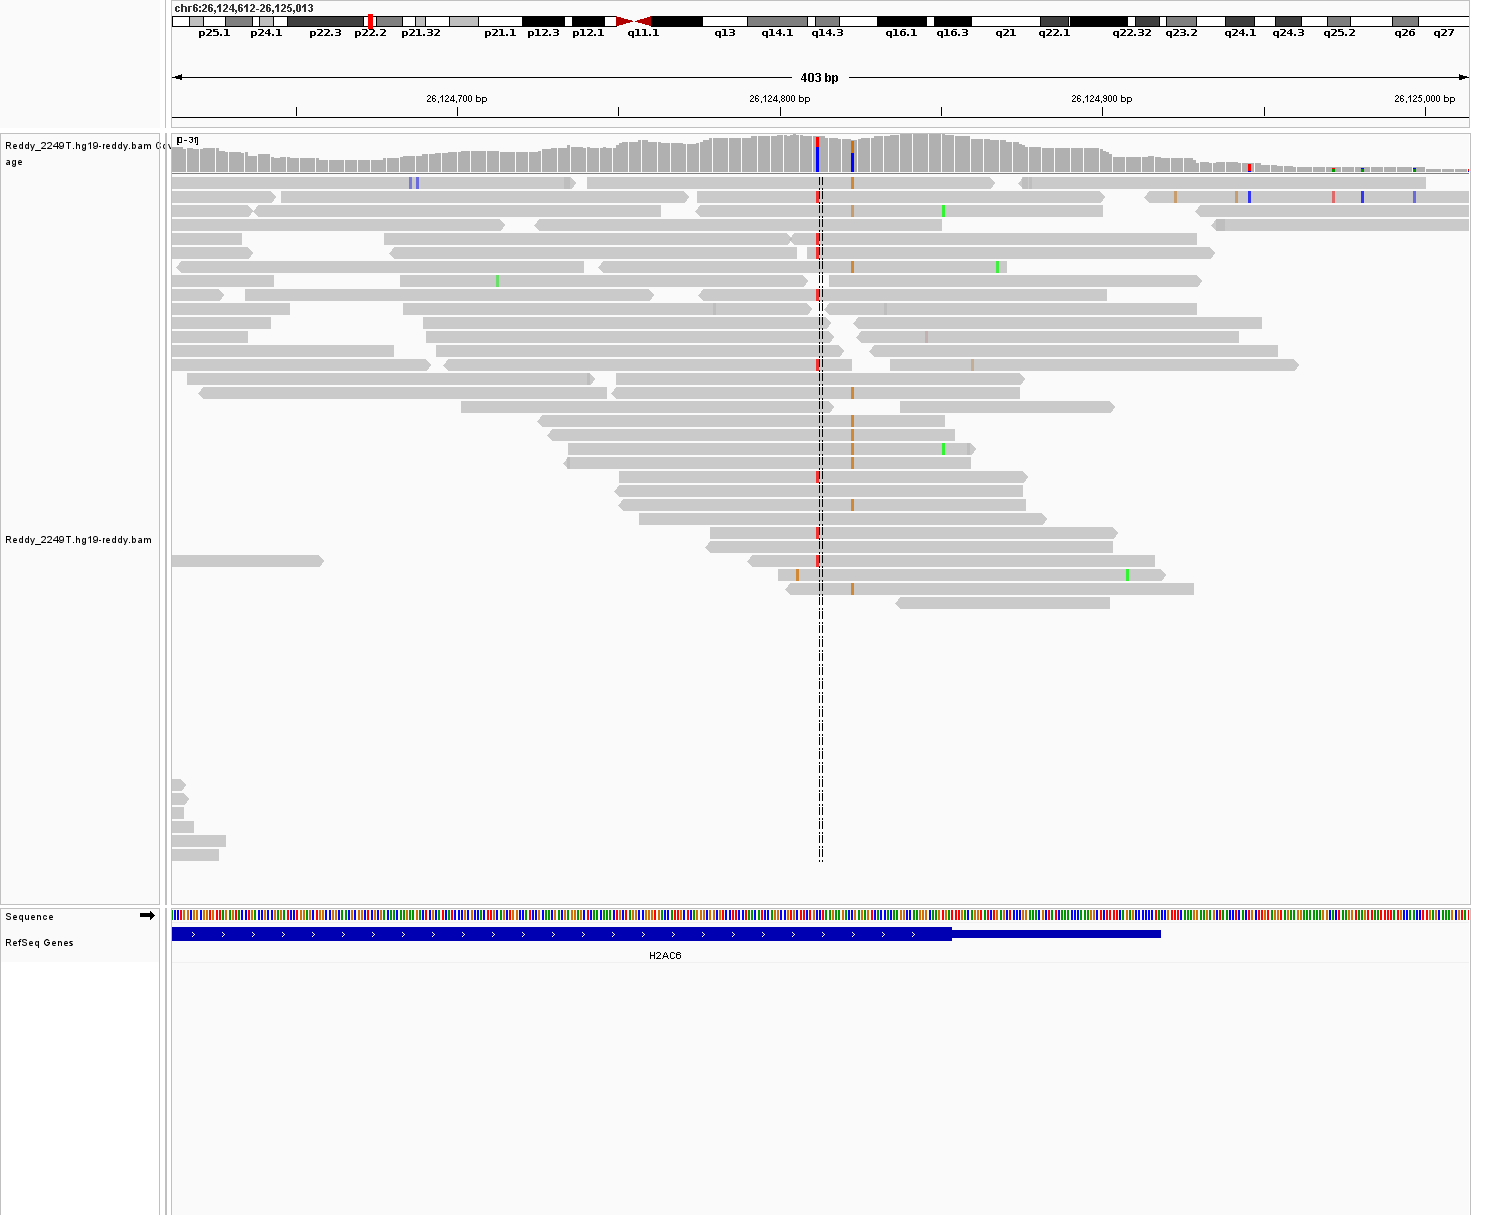 chr6:26,124,612-26,125,013
p25.1 p24.1 p22.3 p22.2 p21.32 p21.1 p12.3 p12.1 q11.1 q13 q14.1 q14.3 q16.1 q16.3 q21 q22.1 q22.32 q23.2 q24.1 q24.3 q25.2 q26 q27
403 bp
26,124,700 bp 26,124,800 bp 26,124,900 bp 26,125,000 bp
[0-31]
Reddy_2249T.hg19-reddy.bam Cov
age
Reddy_2249T.hg19-reddy.bam
Sequence
RefSeq Genes
H2AC6